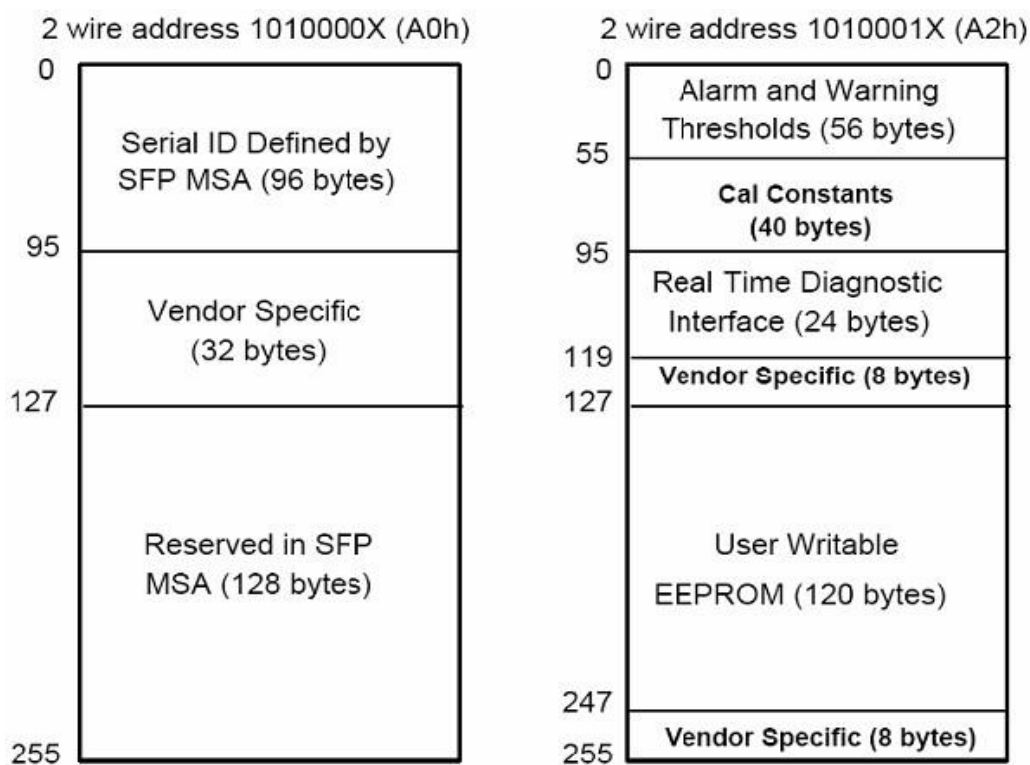 2 wire address 1010000X (A0h)
0
Serial ID Defined by
SFP MSA (96 bytes)
95
Vendor Specific
(32 bytes)
127
Reserved in SFP
MSA (128 bytes)
255
2 wire address 1010001X (A2h)
0
Alarm and Warning
Thresholds (56 bytes)
55
Cal Constants
(40 bytes)
95
Real Time Diagnostic
Interface (24 bytes)
119
Vendor Specific (8 bytes)
127
User Writable
EEPROM (120 bytes)
247
Vendor Specific (8 bytes)
255